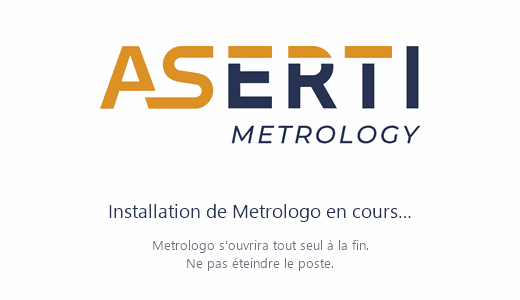 ASERTI
METROLOGY
Installation de Metrologo en cours...
Metrologo s'ouvrira tout seul à la fin.
Ne pas éteindre le poste.